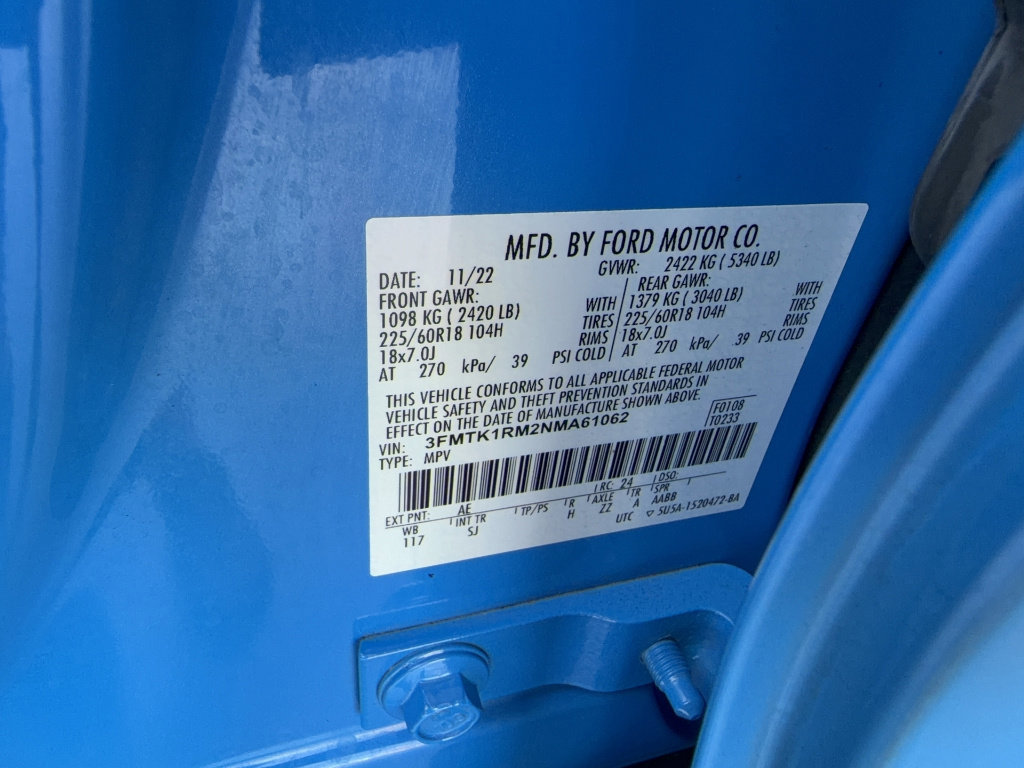 MFD. BY FORD MOTOR CO.
DATE: 11/22 GVWR: 2422 KG ( 5340 LB)
FRONT GAWR: REAR GAWR:
1098 KG ( 2420 LB) WITH 1379 KG ( 3040 LB) WITH
225/60R18 104H TIRES 225/60R18 104H TIRES
18x7.0J RIMS 18x7.0J RIMS
AT 270 kPa/ 39 PSI COLD AT 270 kPa/ 39 PSI COLD
THIS VEHICLE CONFORMS TO ALL APPLICABLE FEDERAL MOTOR
VEHICLE SAFETY AND THEFT PREVENTION STANDARDS IN
EFFECT ON THE DATE OF MANUFACTURE SHOWN ABOVE.
VIN: 3FMTK1RM2NMA61062 F0108
TYPE: MPV T0233
EXT PNT: AE RC: 24 DSO:
WB INT TR TP/PS R AXLE TR SPR
117 SJ H ZZ A AABB
UTC ▽ 5U5A-1520472-BA